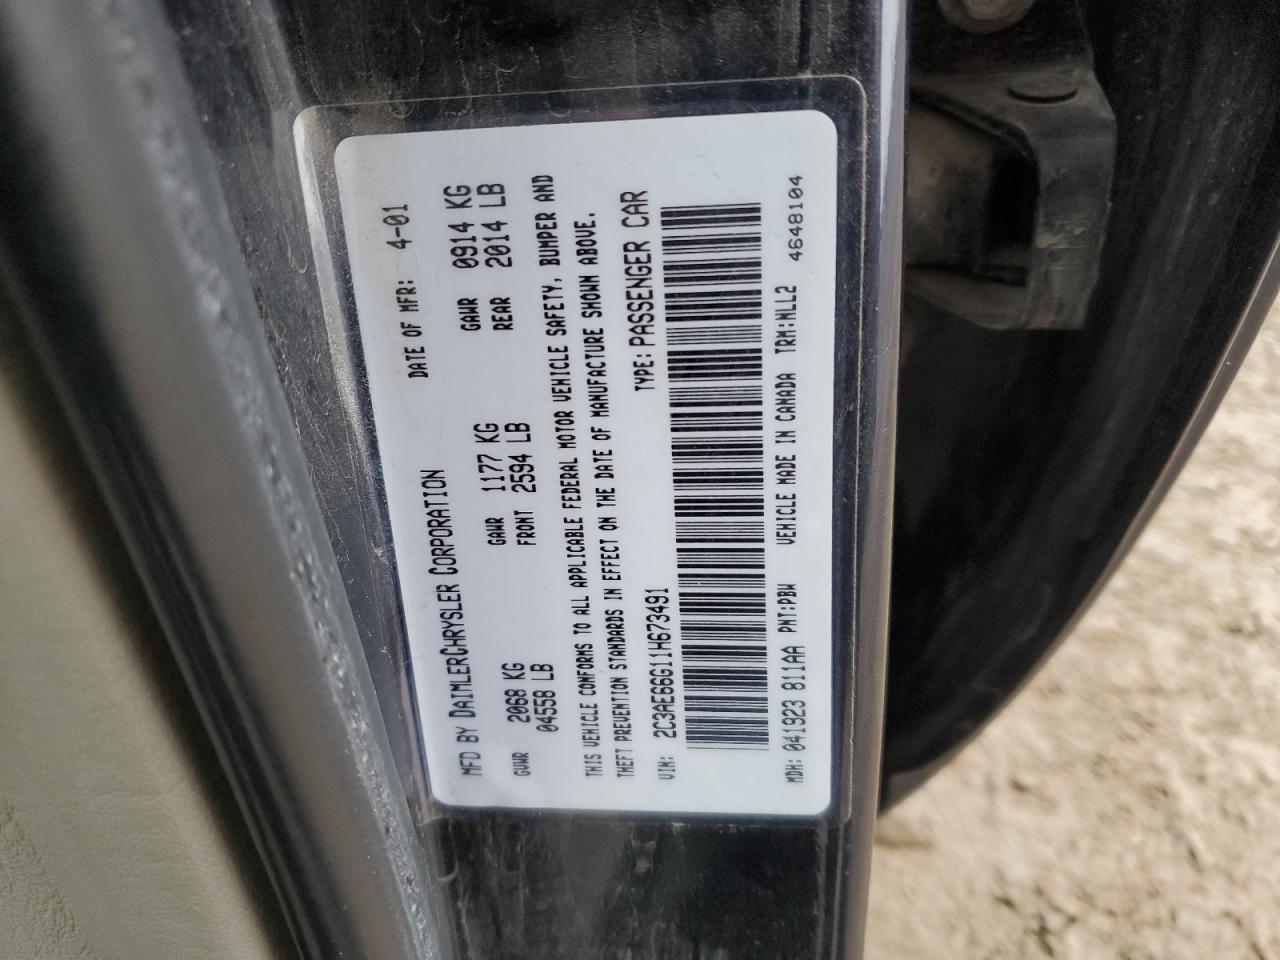 MFD BY DAIMLERCHRYSLER CORPORATION DATE OF MFR: 4-01
GVWR 2068 KG GAWR 1177 KG GAWR 0914 KG
04558 LB FRONT 2594 LB REAR 2014 LB
THIS VEHICLE CONFORMS TO ALL APPLICABLE FEDERAL MOTOR VEHICLE SAFETY, BUMPER AND
THEFT PREVENTION STANDARDS IN EFFECT ON THE DATE OF MANUFACTURE SHOWN ABOVE.
VIN: 2C3AE66G11H673491 TYPE: PASSENGER CAR
MDH: 041923 811AA PNT:PBW VEHICLE MADE IN CANADA TRM:MLL2 4648104